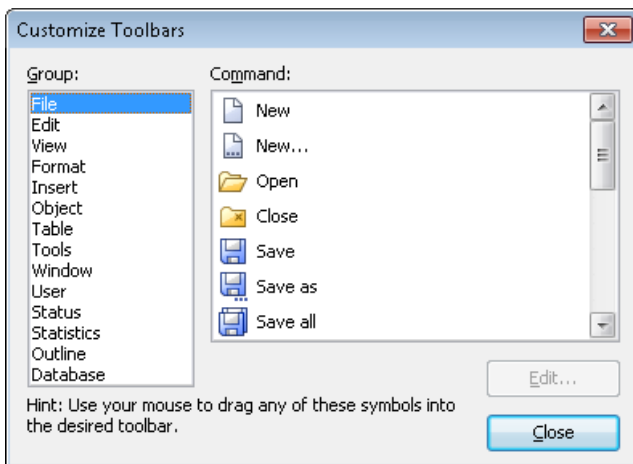 Customize Toolbars
Group:
File
Edit
View
Format
Insert
Object
Table
Tools
Window
User
Status
Statistics
Outline
Database
Command:
New
New...
Open
Close
Save
Save as
Save all
Edit...
Hint: Use your mouse to drag any of these symbols into
the desired toolbar.
Close